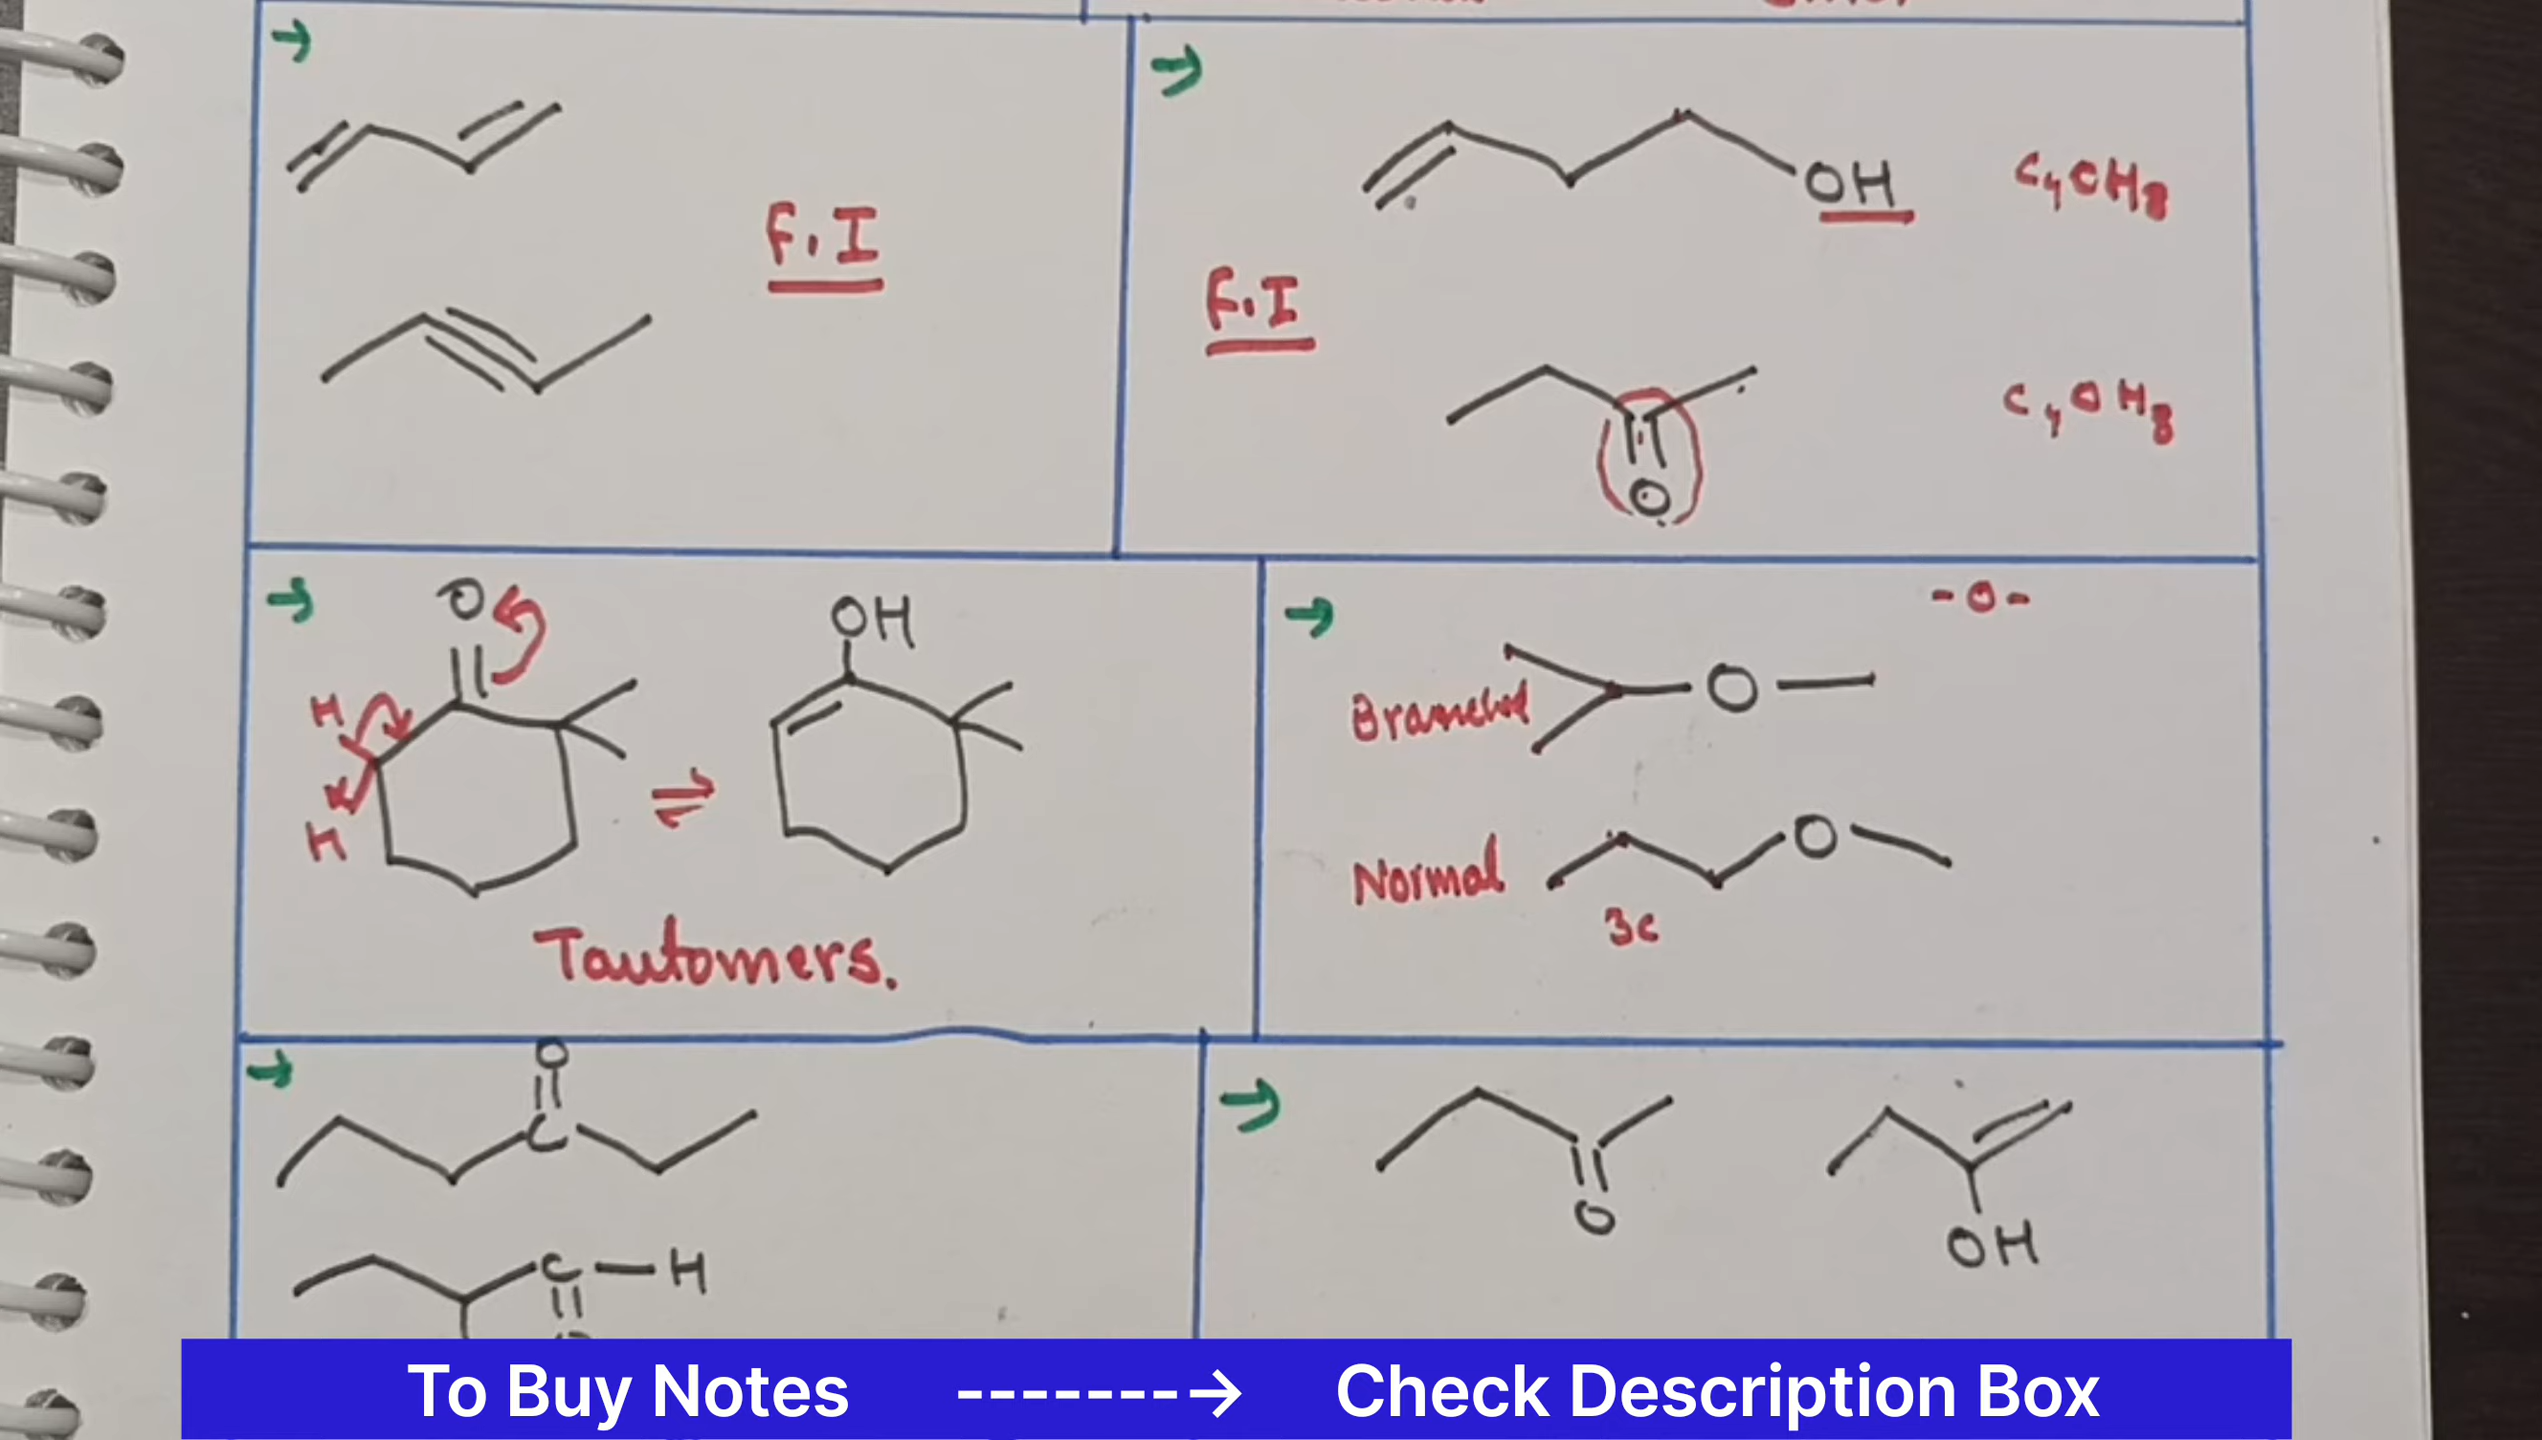 →
→
OH
C4OH8
F.I
F.I
C4OH8
O
→
O
OH
H
H
⇌
Tautomers.
→
-O-
Branched
O
Normal
O
3c
→
O
C
C-H
→
O
OH
To Buy Notes -------→ Check Description Box